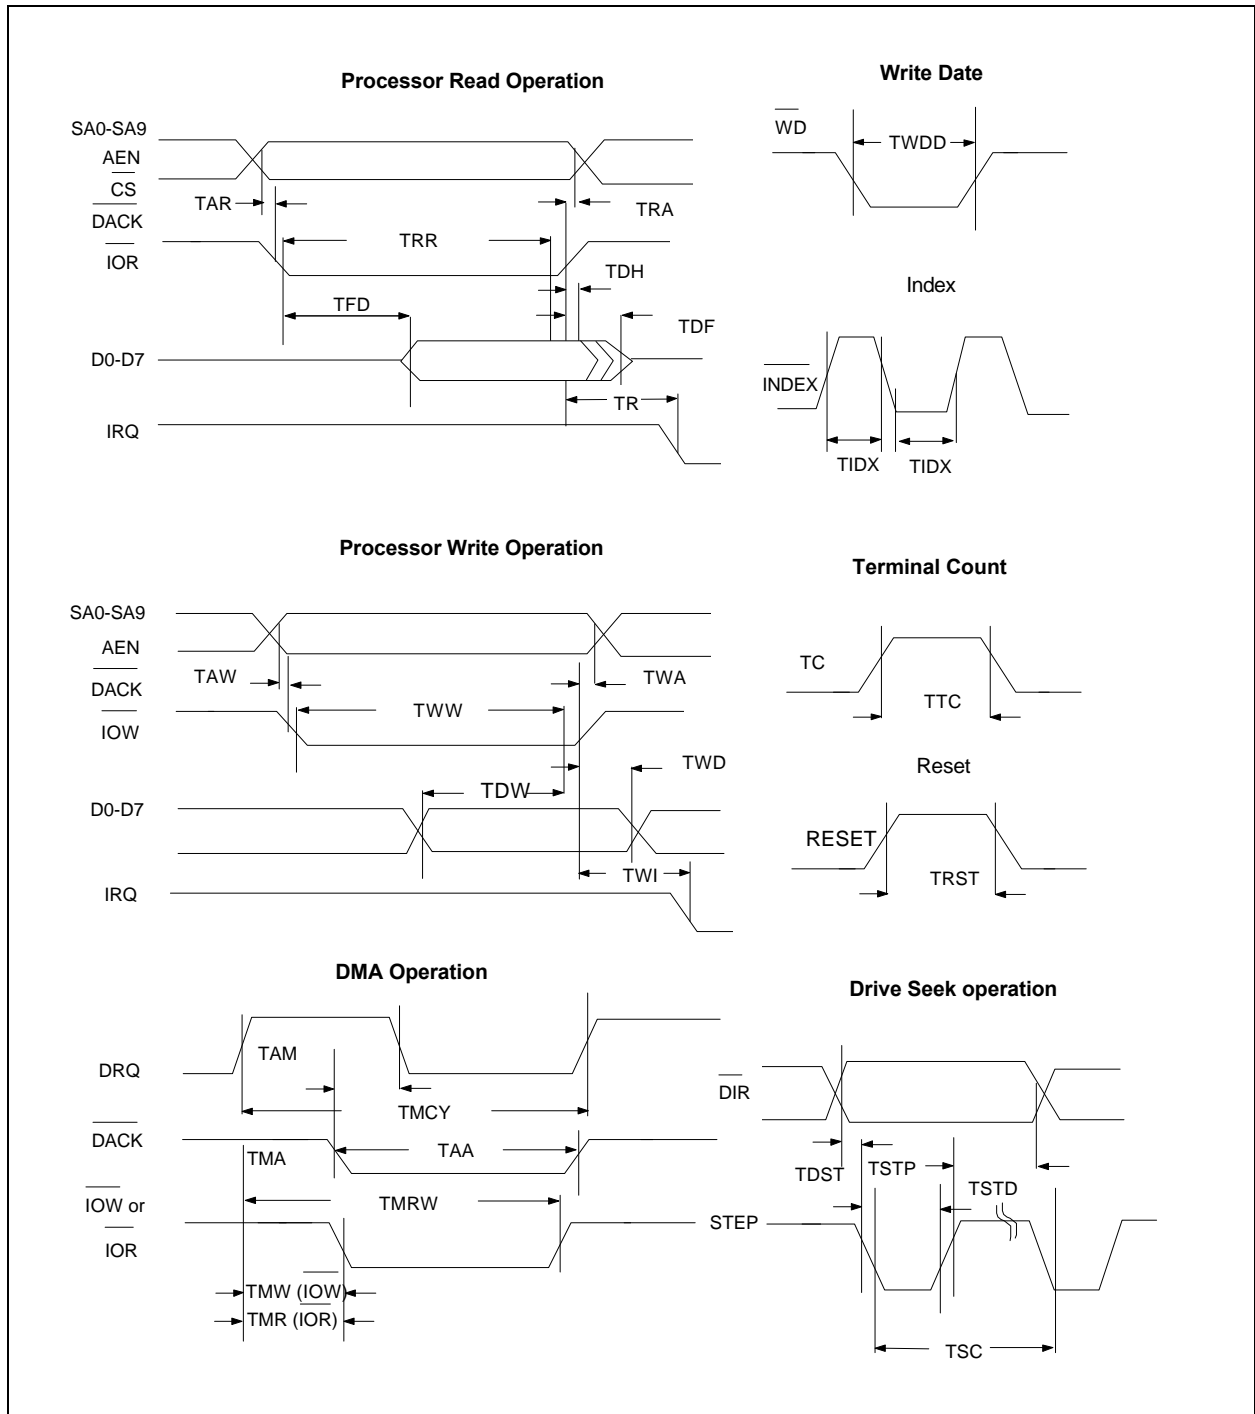 Processor Read Operation
SA0-SA9
AEN
CS
DACK
IOR
TAR
TRA
TRR
TDH
TFD
TDF
D0-D7
TR
IRQ
Write Date
WD
TWDD
Index
INDEX
TIDX
TIDX
Processor Write Operation
SA0-SA9
AEN
DACK
IOW
TAW
TWA
TWW
TWD
TDW
D0-D7
TWI
IRQ
Terminal Count
TC
TTC
Reset
RESET
TRST
DMA Operation
DRQ
TAM
TMCY
DACK
TMA
TAA
IOW or
IOR
TMRW
TMW (IOW)
TMR (IOR)
Drive Seek operation
DIR
TDST
TSTP
TSTD
STEP
TSC